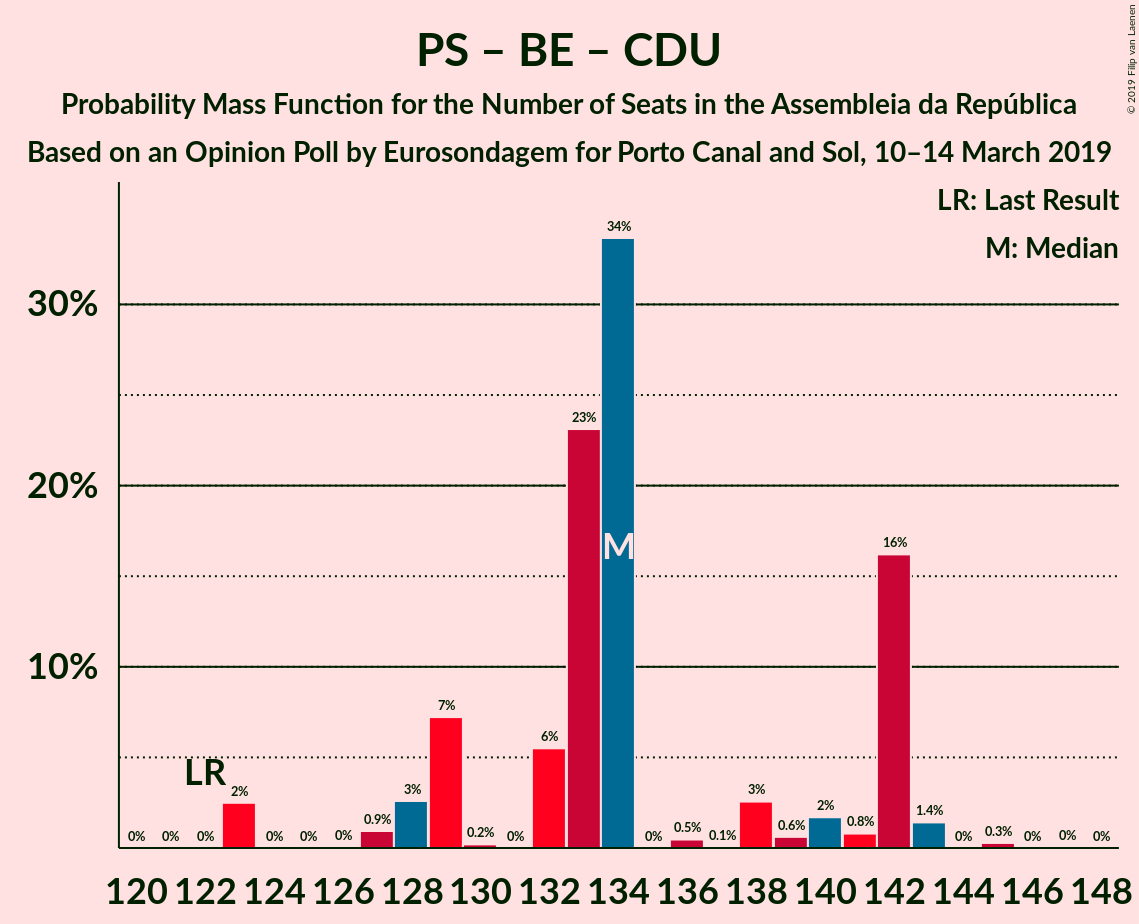 PS – BE – CDU
Probability Mass Function for the Number of Seats in the Assembleia da República
Based on an Opinion Poll by Eurosondagem for Porto Canal and Sol, 10–14 March 2019
© 2019 Filip van Laenen
LR: Last Result
M: Median
34%
30%
23%
20%
M
16%
10%
7%
6%
LR
2%
3%
0.9%
0.2%
0.5%
0.1%
3%
0.6%
2%
0.8%
1.4%
0.3%
0% 0% 0% 0% 0% 0% 0% 0% 0% 0% 0% 0%
120 122 124 126 128 130 132 134 136 138 140 142 144 146 148